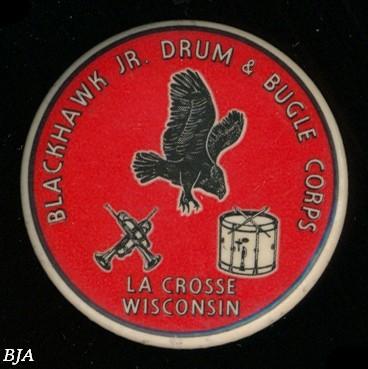 BLACKHAWK JR. DRUM & BUGLE CORPS
LA CROSSE
WISCONSIN
BJA